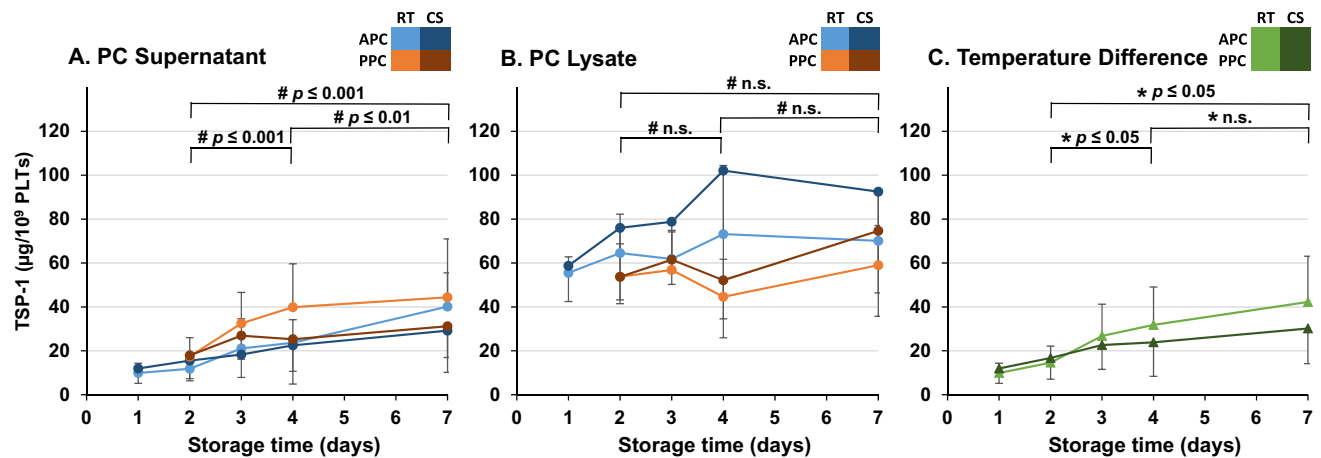 RT CS
APC
PPC
A. PC Supernatant
# p ≤ 0.001
# p ≤ 0.01
# p ≤ 0.001
TSP-1 (µg/10⁹ PLTs)
120
100
80
60
40
20
0
0 1 2 3 4 5 6 7
Storage time (days)
RT CS
APC
PPC
B. PC Lysate
# n.s.
# n.s.
# n.s.
120
100
80
60
40
20
0
0 1 2 3 4 5 6 7
Storage time (days)
RT CS
APC
PPC
C. Temperature Difference
* p ≤ 0.05
* n.s.
* p ≤ 0.05
120
100
80
60
40
20
0
0 1 2 3 4 5 6 7
Storage time (days)